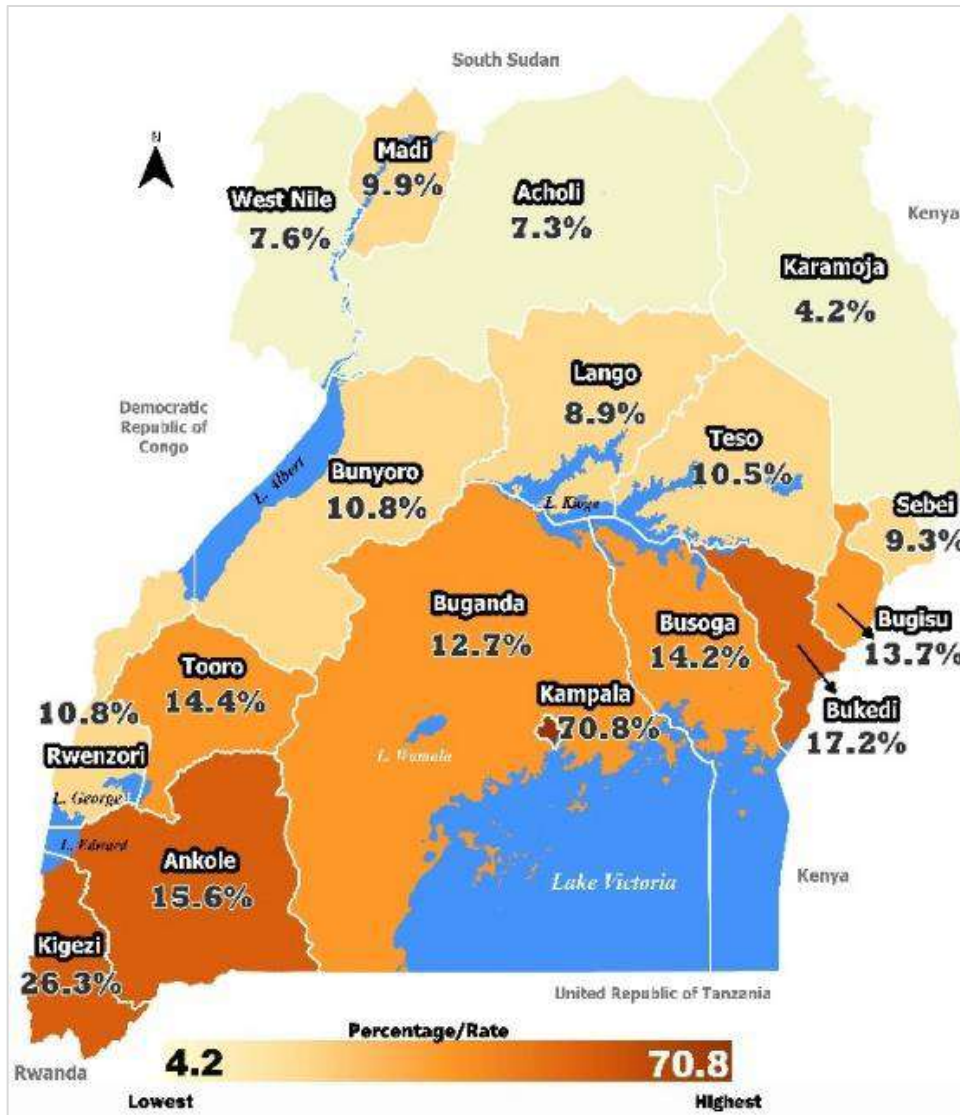 South Sudan
N
Madi
9.9%
West Nile
7.6%
Acholi
7.3%
Kenya
Karamoja
4.2%
Lango
8.9%
Democratic
Republic of
Congo
Teso
10.5%
L. Albert
Bunyoro
10.8%
L. Kioga
Sebei
9.3%
Buganda
12.7%
Busoga
14.2%
Bugisu
13.7%
Tooro
14.4%
Kampala
70.8%
Bukedi
17.2%
10.8%
Rwenzori
L. Wamala
L. George
L. Edward
Ankole
15.6%
Lake Victoria
Kenya
Kigezi
26.3%
United Republic of Tanzania
Percentage/Rate
4.2
70.8
Rwanda
Lowest
Highest